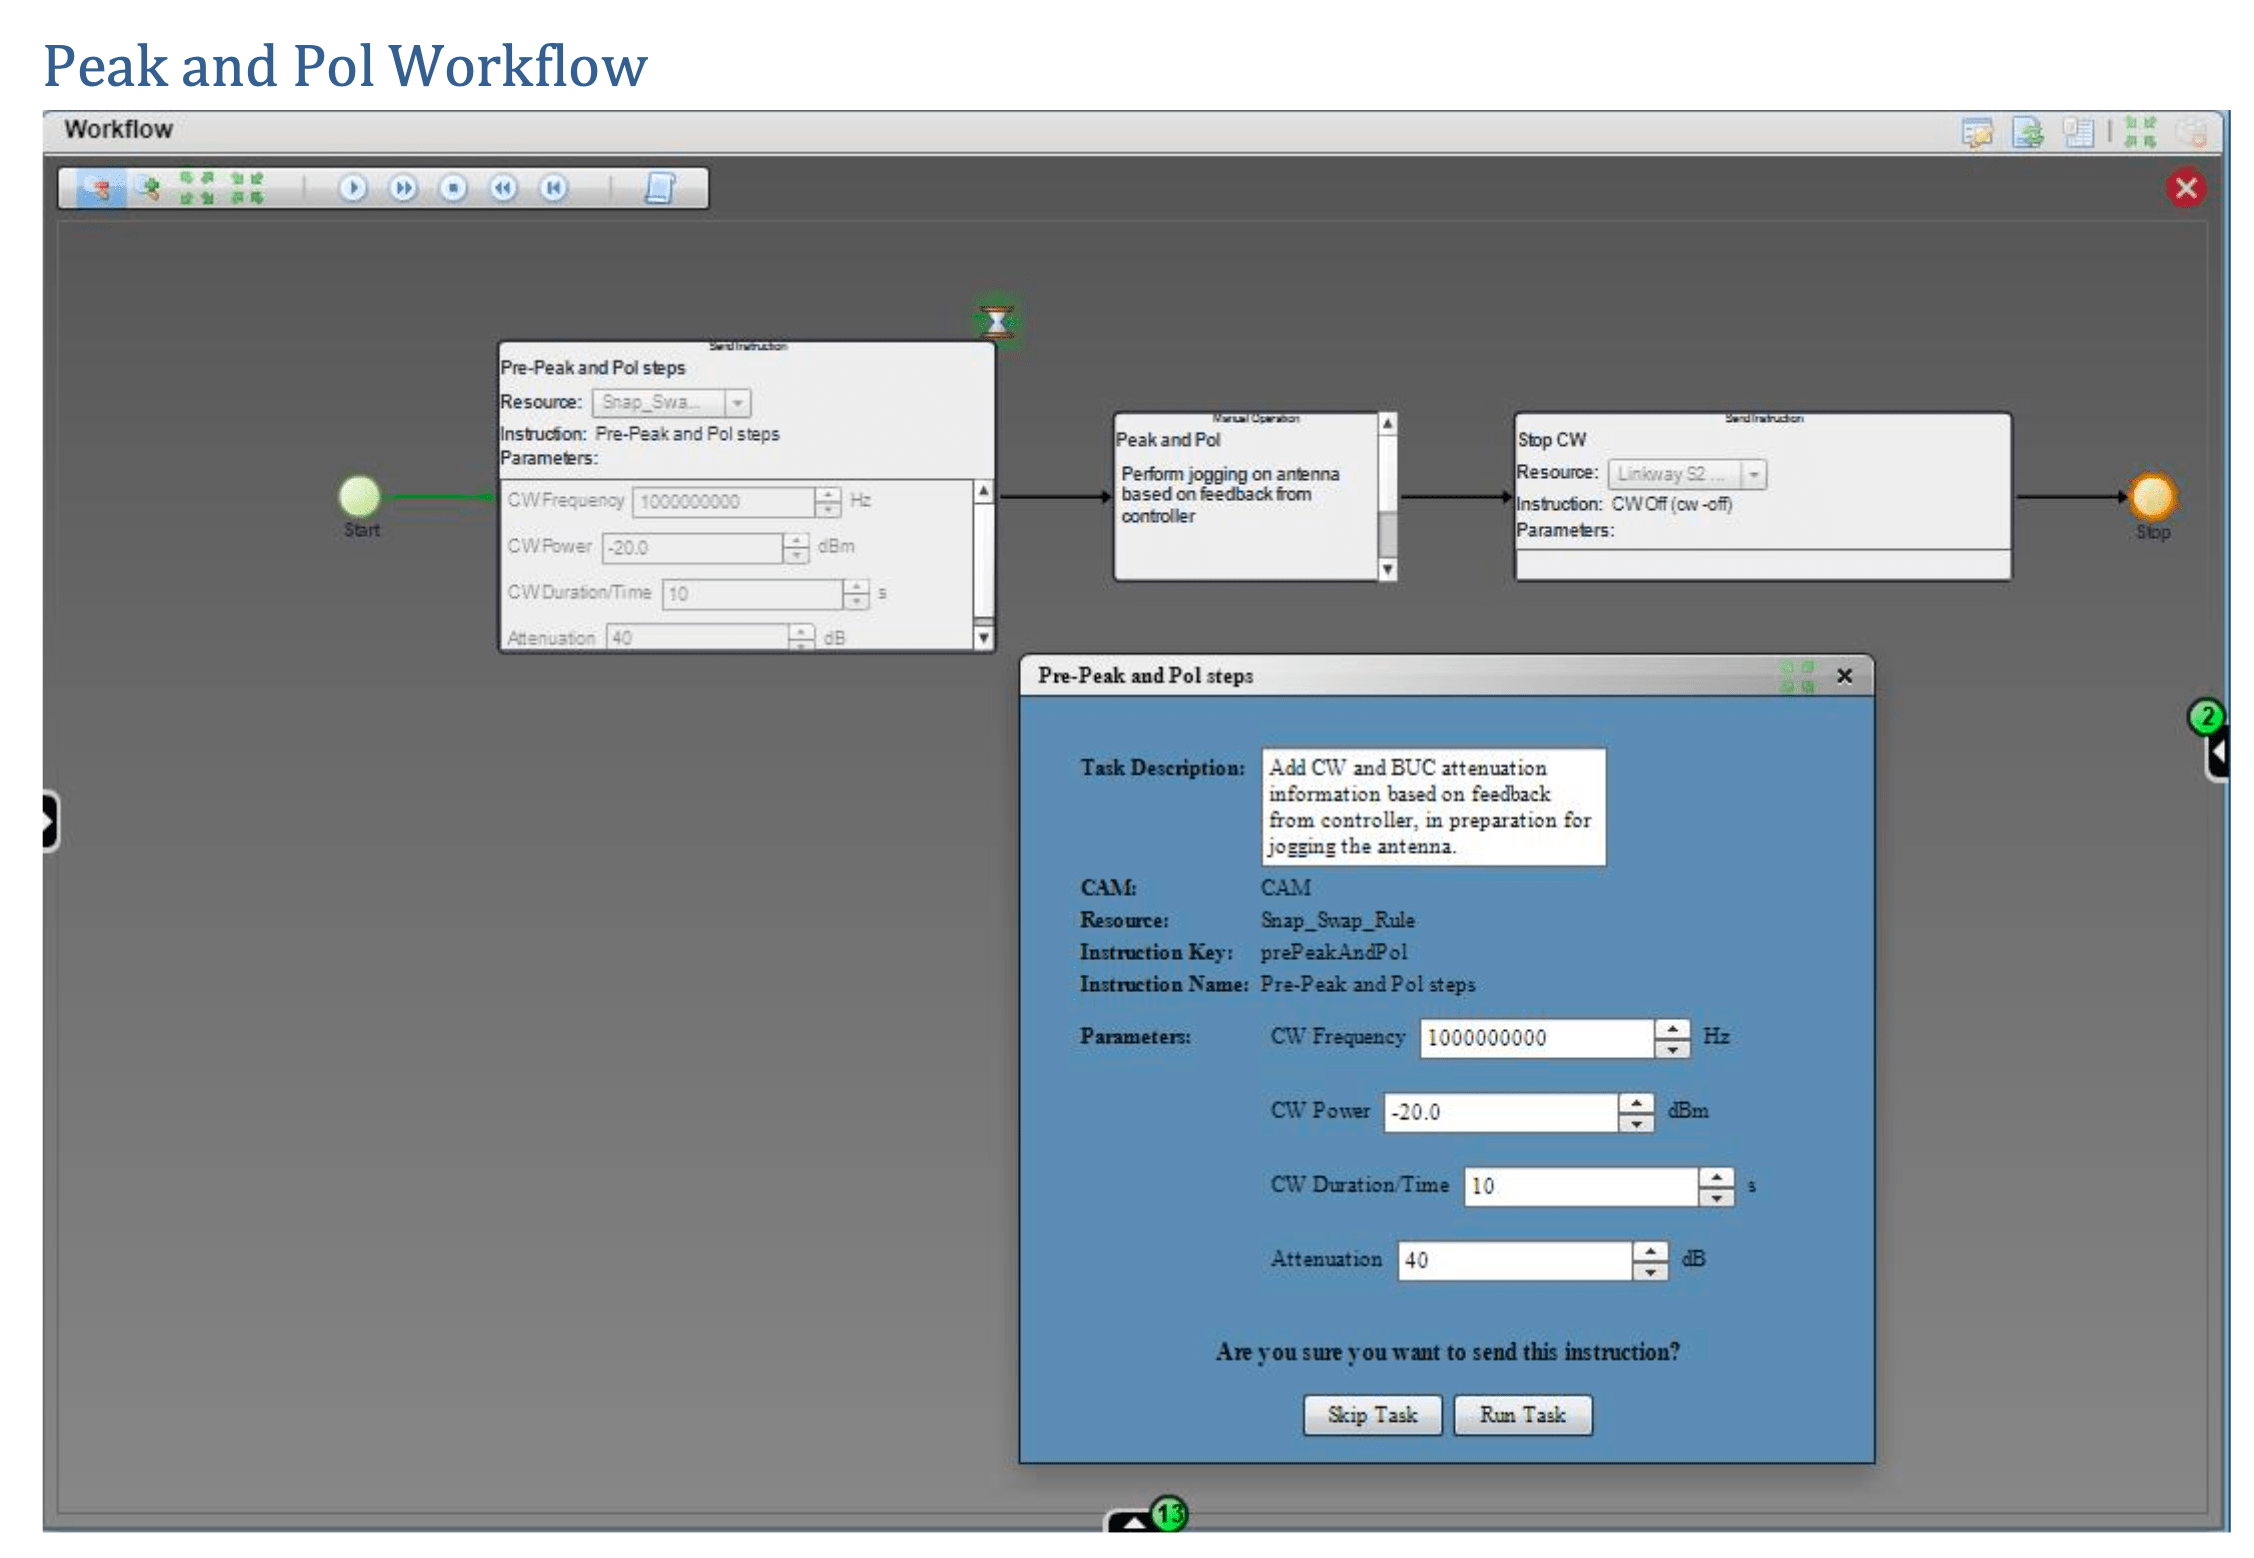 Peak and Pol Workflow
Workflow
Send Instruction
Pre-Peak and Pol steps
Resource: Snap_Swa...
Instruction: Pre-Peak and Pol steps
Parameters:
CW Frequency 1000000000 Hz
CW Power -20.0 dBm
CW Duration/Time 10 s
Attenuation 40 dB
Start
Manual Operation
Peak and Pol
Perform jogging on antenna
based on feedback from
controller
Send Instruction
Stop CW
Resource: Linkway S2 ...
Instruction: CW Off (cw -off)
Parameters:
Stop
Pre-Peak and Pol steps
Task Description: Add CW and BUC attenuation
information based on feedback
from controller, in preparation for
jogging the antenna.
CAM: CAM
Resource: Snap_Swap_Rule
Instruction Key: prePeakAndPol
Instruction Name: Pre-Peak and Pol steps
Parameters: CW Frequency 1000000000 Hz
CW Power -20.0 dBm
CW Duration/Time 10 s
Attenuation 40 dB
Are you sure you want to send this instruction?
Skip Task Run Task
2
13